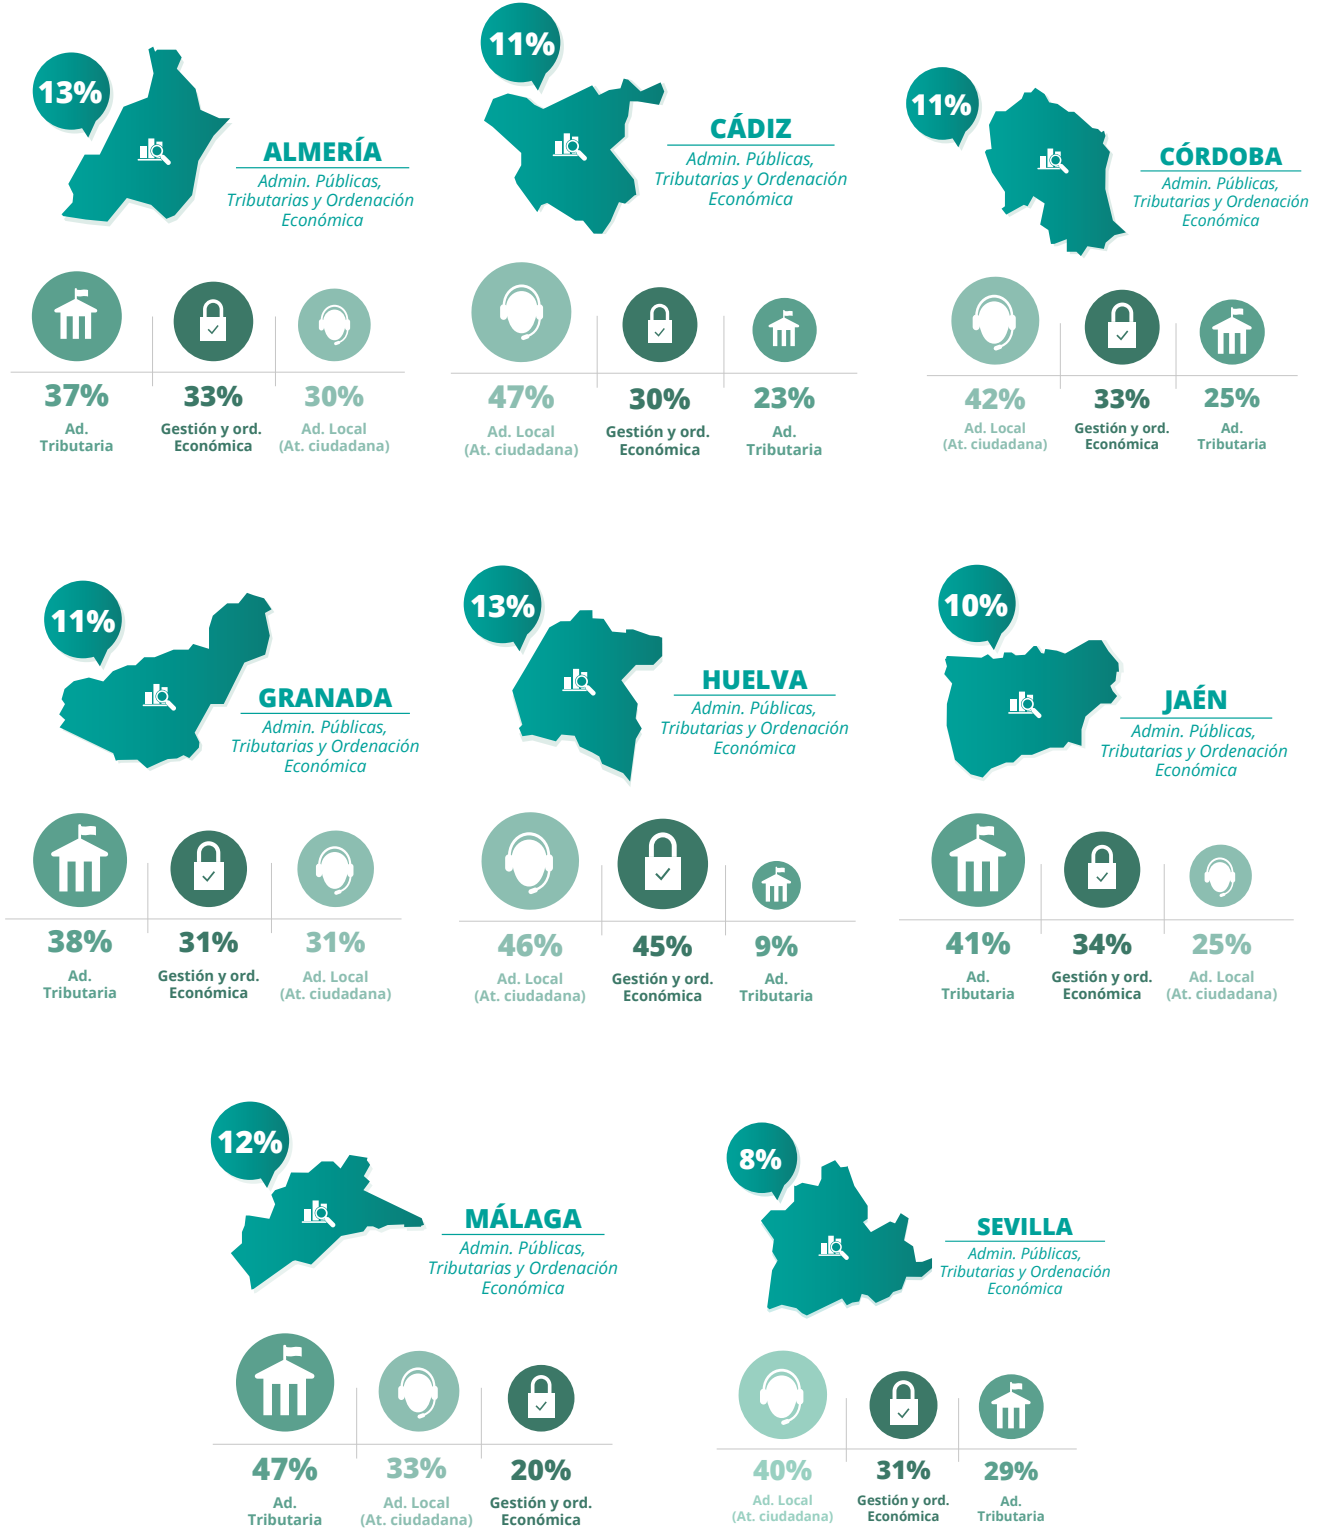 13%
ALMERÍA
Admin. Públicas,
Tributarias y Ordenación
Económica
37%
Ad.
Tributaria
33%
Gestión y ord.
Económica
30%
Ad. Local
(At. ciudadana)
11%
CÁDIZ
Admin. Públicas,
Tributarias y Ordenación
Económica
47%
Ad. Local
(At. ciudadana)
30%
Gestión y ord.
Económica
23%
Ad.
Tributaria
11%
CÓRDOBA
Admin. Públicas,
Tributarias y Ordenación
Económica
42%
Ad. Local
(At. ciudadana)
33%
Gestión y ord.
Económica
25%
Ad.
Tributaria
11%
GRANADA
Admin. Públicas,
Tributarias y Ordenación
Económica
38%
Ad.
Tributaria
31%
Gestión y ord.
Económica
31%
Ad. Local
(At. ciudadana)
13%
HUELVA
Admin. Públicas,
Tributarias y Ordenación
Económica
46%
Ad. Local
(At. ciudadana)
45%
Gestión y ord.
Económica
9%
Ad.
Tributaria
10%
JAÉN
Admin. Públicas,
Tributarias y Ordenación
Económica
41%
Ad.
Tributaria
34%
Gestión y ord.
Económica
25%
Ad. Local
(At. ciudadana)
12%
MÁLAGA
Admin. Públicas,
Tributarias y Ordenación
Económica
47%
Ad.
Tributaria
33%
Ad. Local
(At. ciudadana)
20%
Gestión y ord.
Económica
8%
SEVILLA
Admin. Públicas,
Tributarias y Ordenación
Económica
40%
Ad. Local
(At. ciudadana)
31%
Gestión y ord.
Económica
29%
Ad.
Tributaria